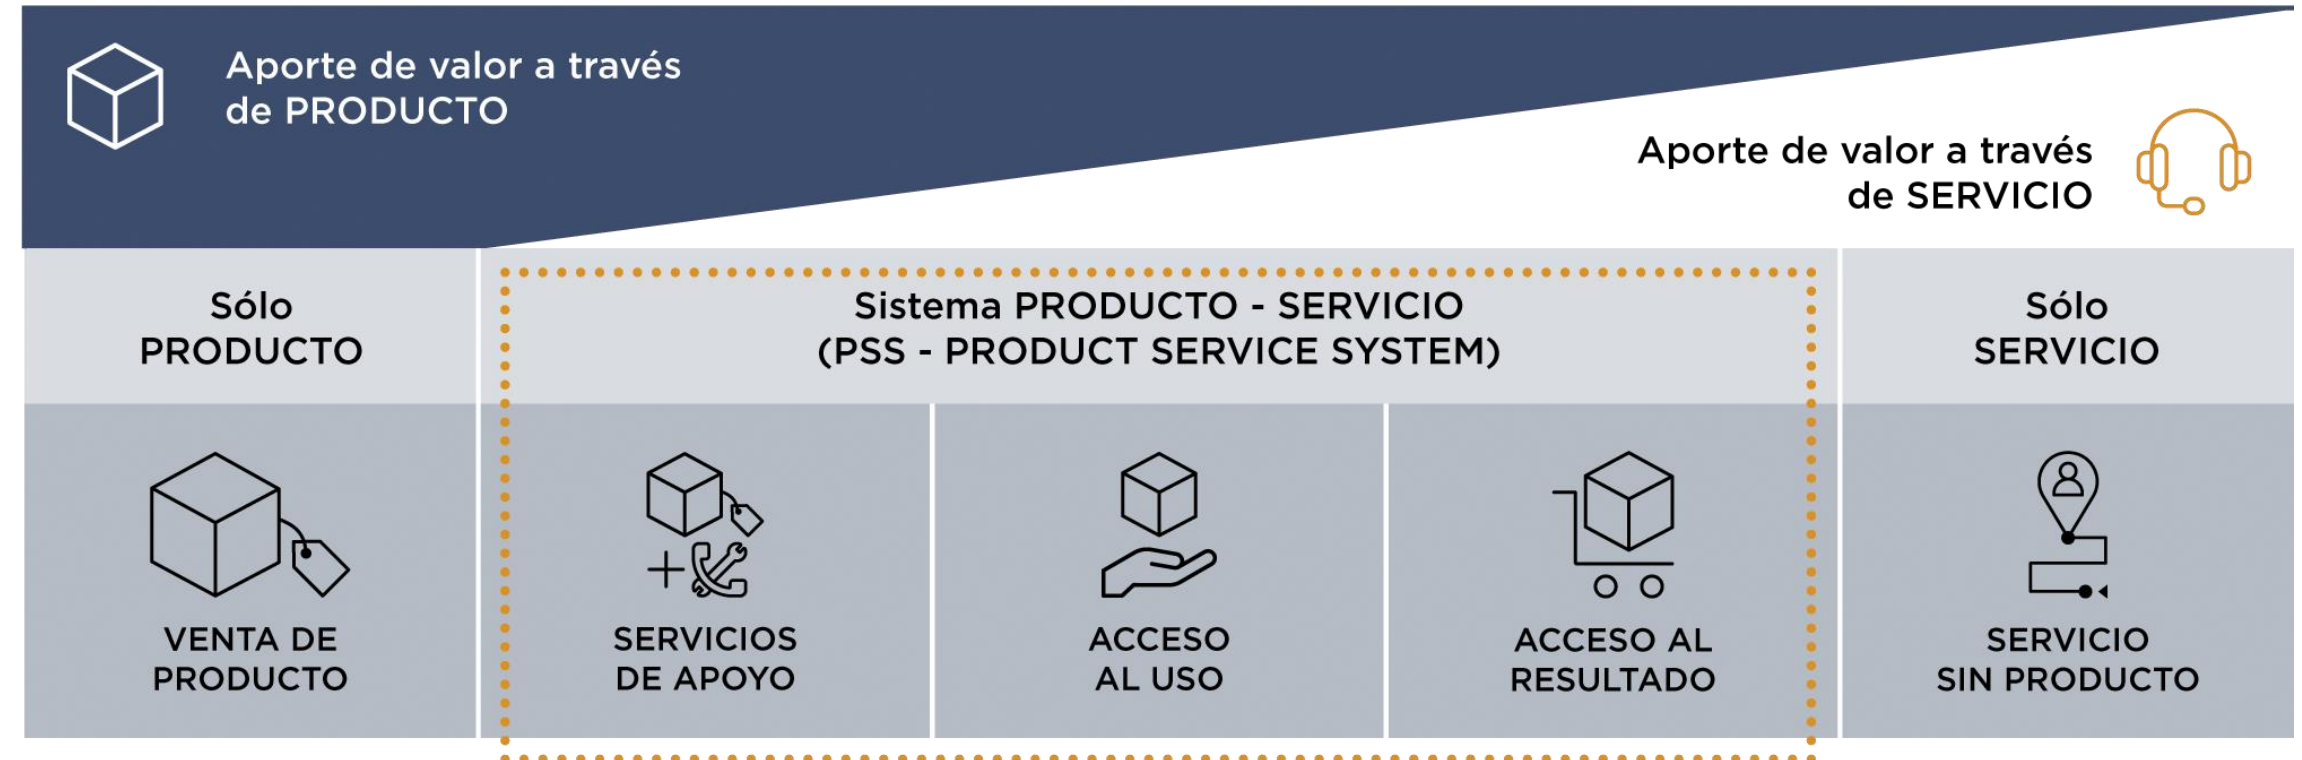 Aporte de valor a través
de PRODUCTO
Aporte de valor a través
de SERVICIO
Sólo
PRODUCTO
Sistema PRODUCTO - SERVICIO
(PSS - PRODUCT SERVICE SYSTEM)
Sólo
SERVICIO
VENTA DE
PRODUCTO
SERVICIOS
DE APOYO
ACCESO
AL USO
ACCESO AL
RESULTADO
SERVICIO
SIN PRODUCTO